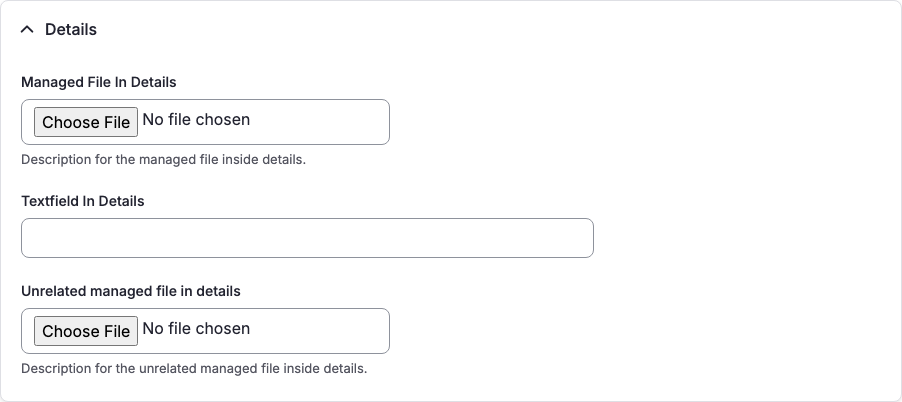 Details
Managed File In Details
Choose File No file chosen
Description for the managed file inside details.
Textfield In Details
Unrelated managed file in details
Choose File No file chosen
Description for the unrelated managed file inside details.